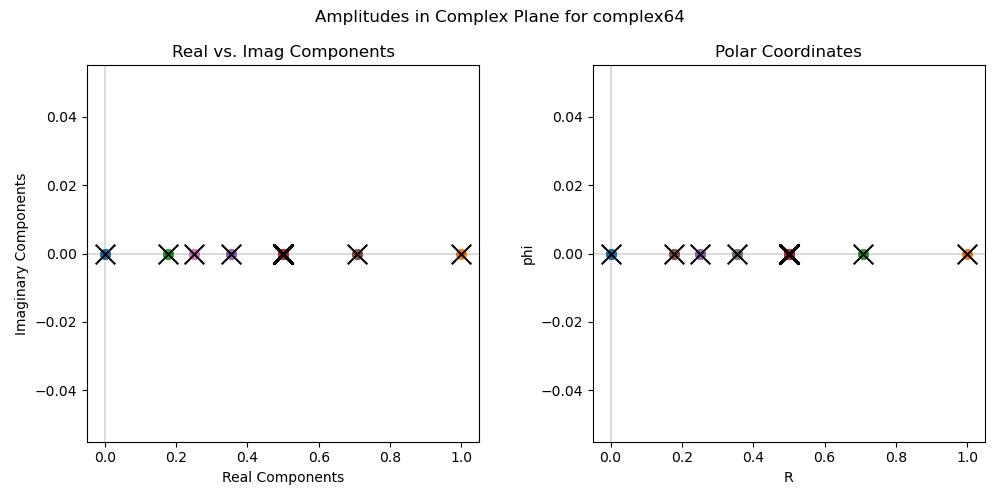 Amplitudes in Complex Plane for complex64
Real vs. Imag Components
0.04
0.02
0.00
−0.02
−0.04
Imaginary Components
0.0 0.2 0.4 0.6 0.8 1.0
Real Components
Polar Coordinates
0.04
0.02
0.00
−0.02
−0.04
phi
0.0 0.2 0.4 0.6 0.8 1.0
R